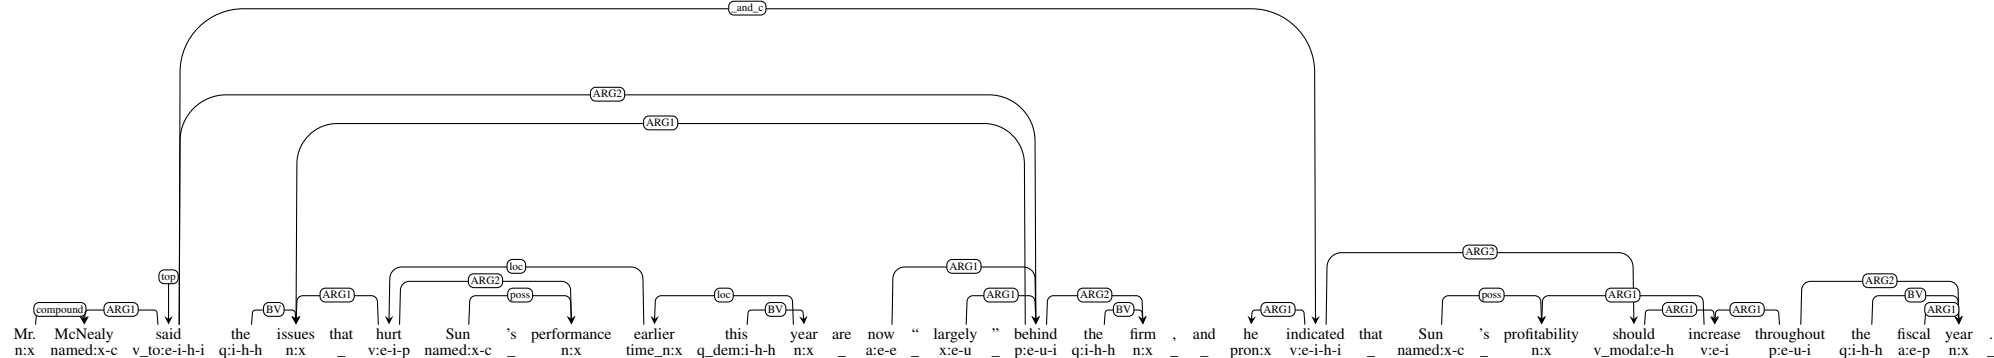 _and_c
ARG2
ARG1
ARG2
loc ARG1
top ARG2 ARG2
poss loc ARG1 ARG2 poss ARG1 BV
compound ARG1 BV ARG1 BV BV ARG1 ARG1 ARG1 ARG1
Mr. McNealy said the issues that hurt Sun 's performance earlier this year are now “ largely ” behind the firm , and he indicated that Sun 's profitability should increase throughout the fiscal year .
n:x named:x-c v_to:e-i-h-i q:i-h-h n:x _ v:e-i-p named:x-c _ n:x time_n:x q_dem:i-h-h n:x _ a:e-e _ x:e-u _ p:e-u-i q:i-h-h n:x _ _ pron:x v:e-i-h-i _ named:x-c _ n:x v_modal:e-h v:e-i p:e-u-i q:i-h-h a:e-p n:x _